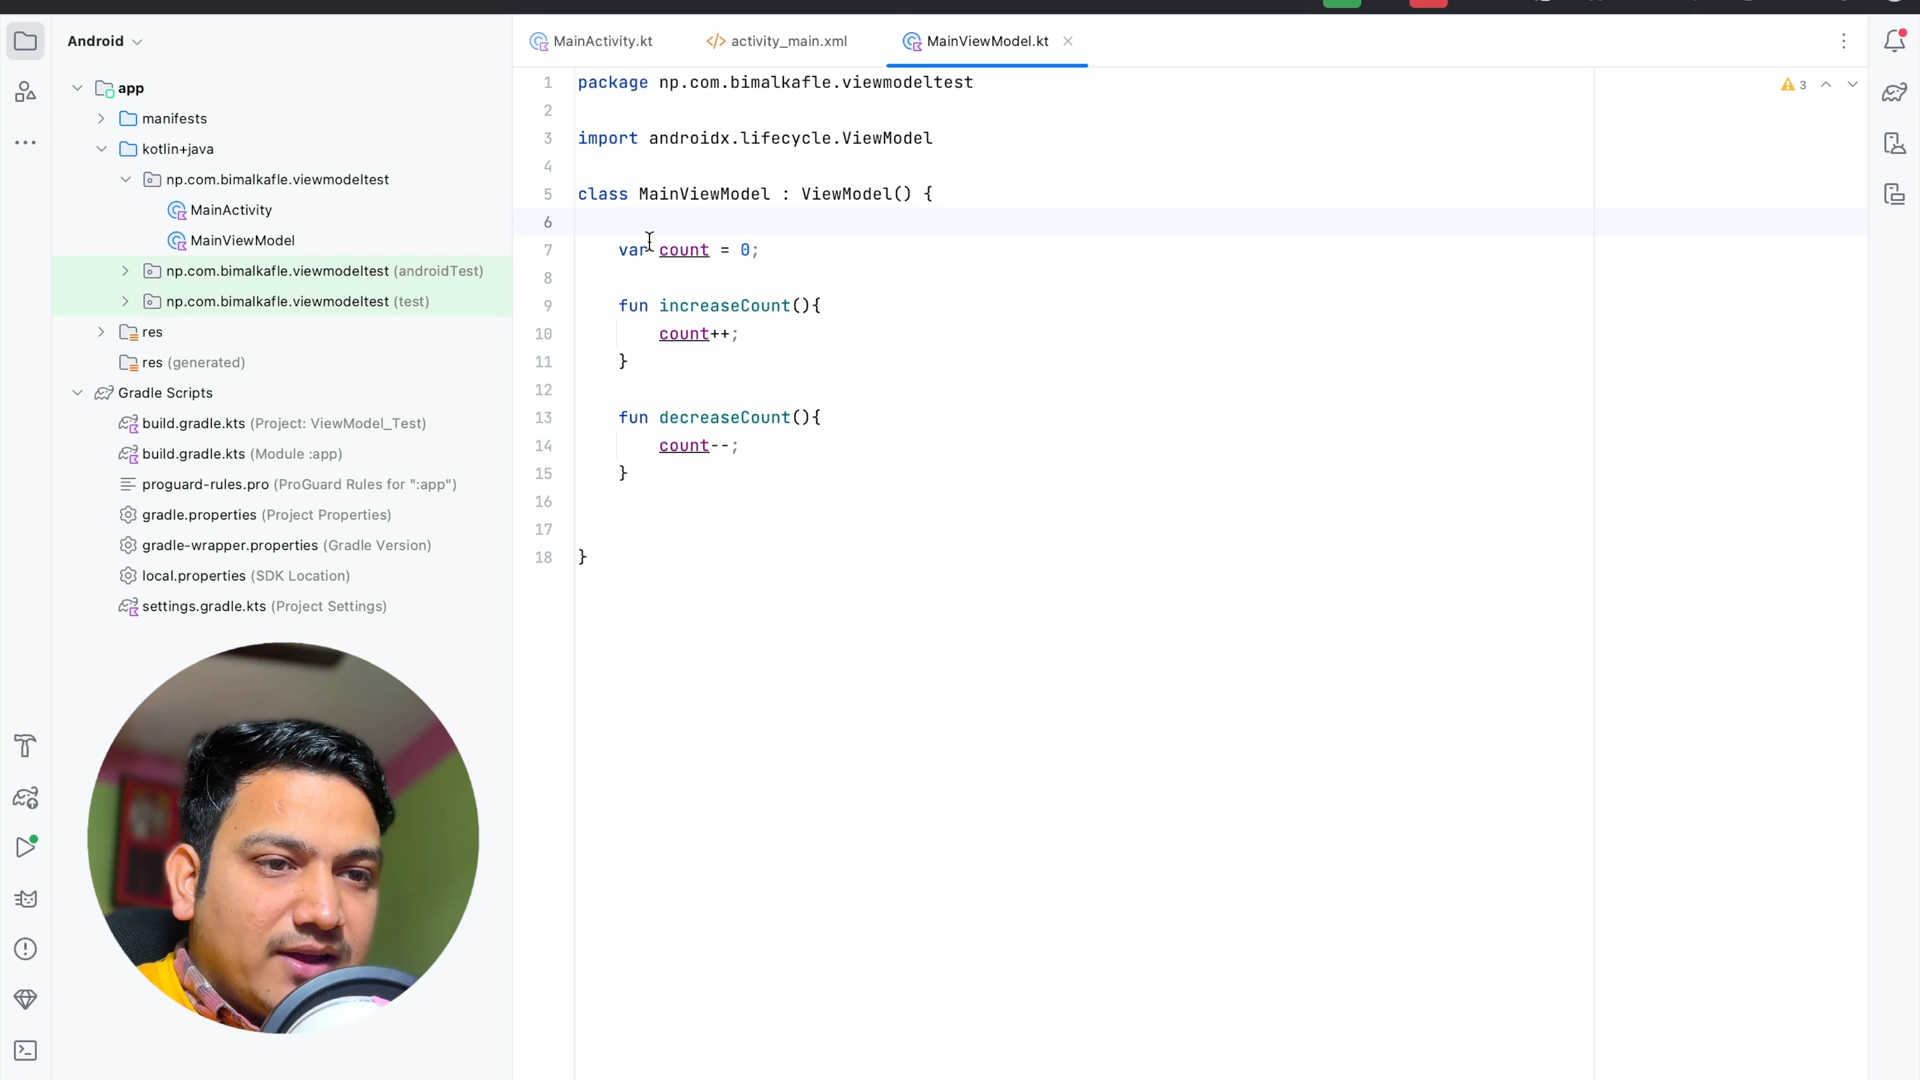 Android
MainActivity.kt
activity_main.xml
MainViewModel.kt
app
manifests
kotlin+java
np.com.bimalkafle.viewmodeltest
MainActivity
MainViewModel
np.com.bimalkafle.viewmodeltest (androidTest)
np.com.bimalkafle.viewmodeltest (test)
res
res (generated)
Gradle Scripts
build.gradle.kts (Project: ViewModel_Test)
build.gradle.kts (Module :app)
proguard-rules.pro (ProGuard Rules for ":app")
gradle.properties (Project Properties)
gradle-wrapper.properties (Gradle Version)
local.properties (SDK Location)
settings.gradle.kts (Project Settings)
3
1 package np.com.bimalkafle.viewmodeltest
2
3 import androidx.lifecycle.ViewModel
4
5 class MainViewModel : ViewModel() {
6
7 var count = 0;
8
9 fun increaseCount(){
10 count++;
11 }
12
13 fun decreaseCount(){
14 count--;
15 }
16
17
18 }